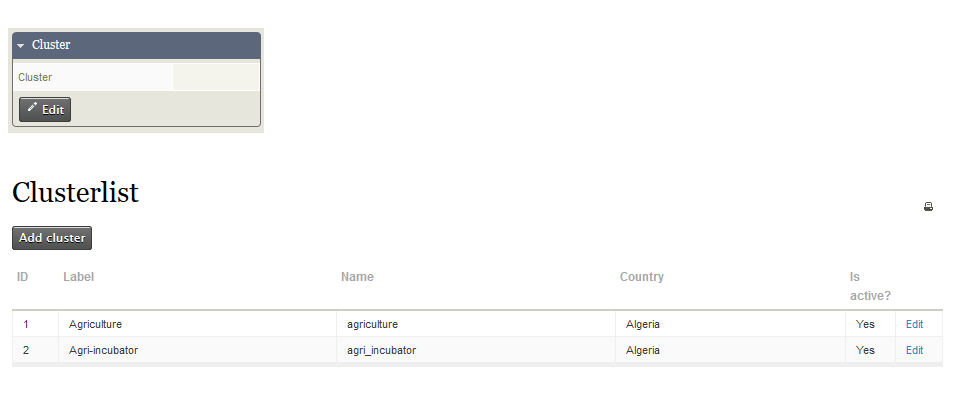 Cluster
Cluster
Edit
Clusterlist
Add cluster
ID Label Name Country Is active?
1 Agriculture agriculture Algeria Yes Edit
2 Agri-incubator agri_incubator Algeria Yes Edit